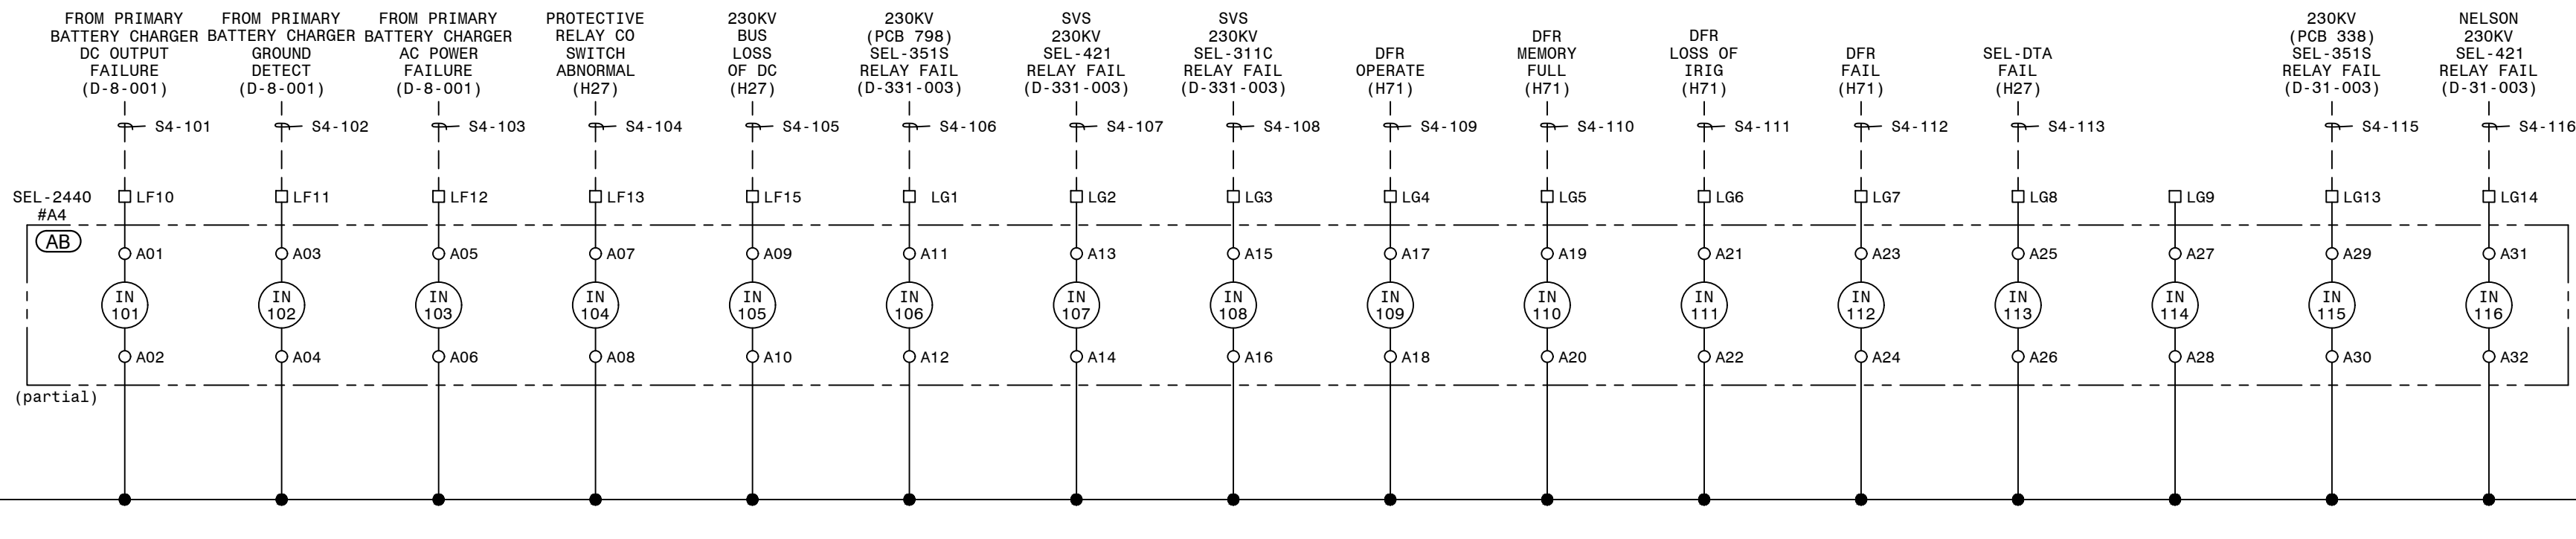 FROM PRIMARY
BATTERY CHARGER
DC OUTPUT
FAILURE
(D-8-001)
FROM PRIMARY
BATTERY CHARGER
GROUND
DETECT
(D-8-001)
FROM PRIMARY
BATTERY CHARGER
AC POWER
FAILURE
(D-8-001)
PROTECTIVE
RELAY CO
SWITCH
ABNORMAL
(H27)
230KV
BUS
LOSS
OF DC
(H27)
230KV
(PCB 798)
SEL-351S
RELAY FAIL
(D-331-003)
SVS
230KV
SEL-421
RELAY FAIL
(D-331-003)
SVS
230KV
SEL-311C
RELAY FAIL
(D-331-003)
DFR
OPERATE
(H71)
DFR
MEMORY
FULL
(H71)
DFR
LOSS OF
IRIG
(H71)
DFR
FAIL
(H71)
SEL-DTA
FAIL
(H27)
230KV
(PCB 338)
SEL-351S
RELAY FAIL
(D-31-003)
NELSON
230KV
SEL-421
RELAY FAIL
(D-31-003)
S4-101 S4-102 S4-103 S4-104 S4-105 S4-106 S4-107 S4-108 S4-109 S4-110 S4-111 S4-112 S4-113 S4-115 S4-116
SEL-2440
#A4
LF10 LF11 LF12 LF13 LF15 LG1 LG2 LG3 LG4 LG5 LG6 LG7 LG8 LG9 LG13 LG14
AB
A01 A03 A05 A07 A09 A11 A13 A15 A17 A19 A21 A23 A25 A27 A29 A31
IN IN IN IN IN IN IN IN IN IN IN IN IN IN IN IN
101 102 103 104 105 106 107 108 109 110 111 112 113 114 115 116
A02 A04 A06 A08 A10 A12 A14 A16 A18 A20 A22 A24 A26 A28 A30 A32
(partial)